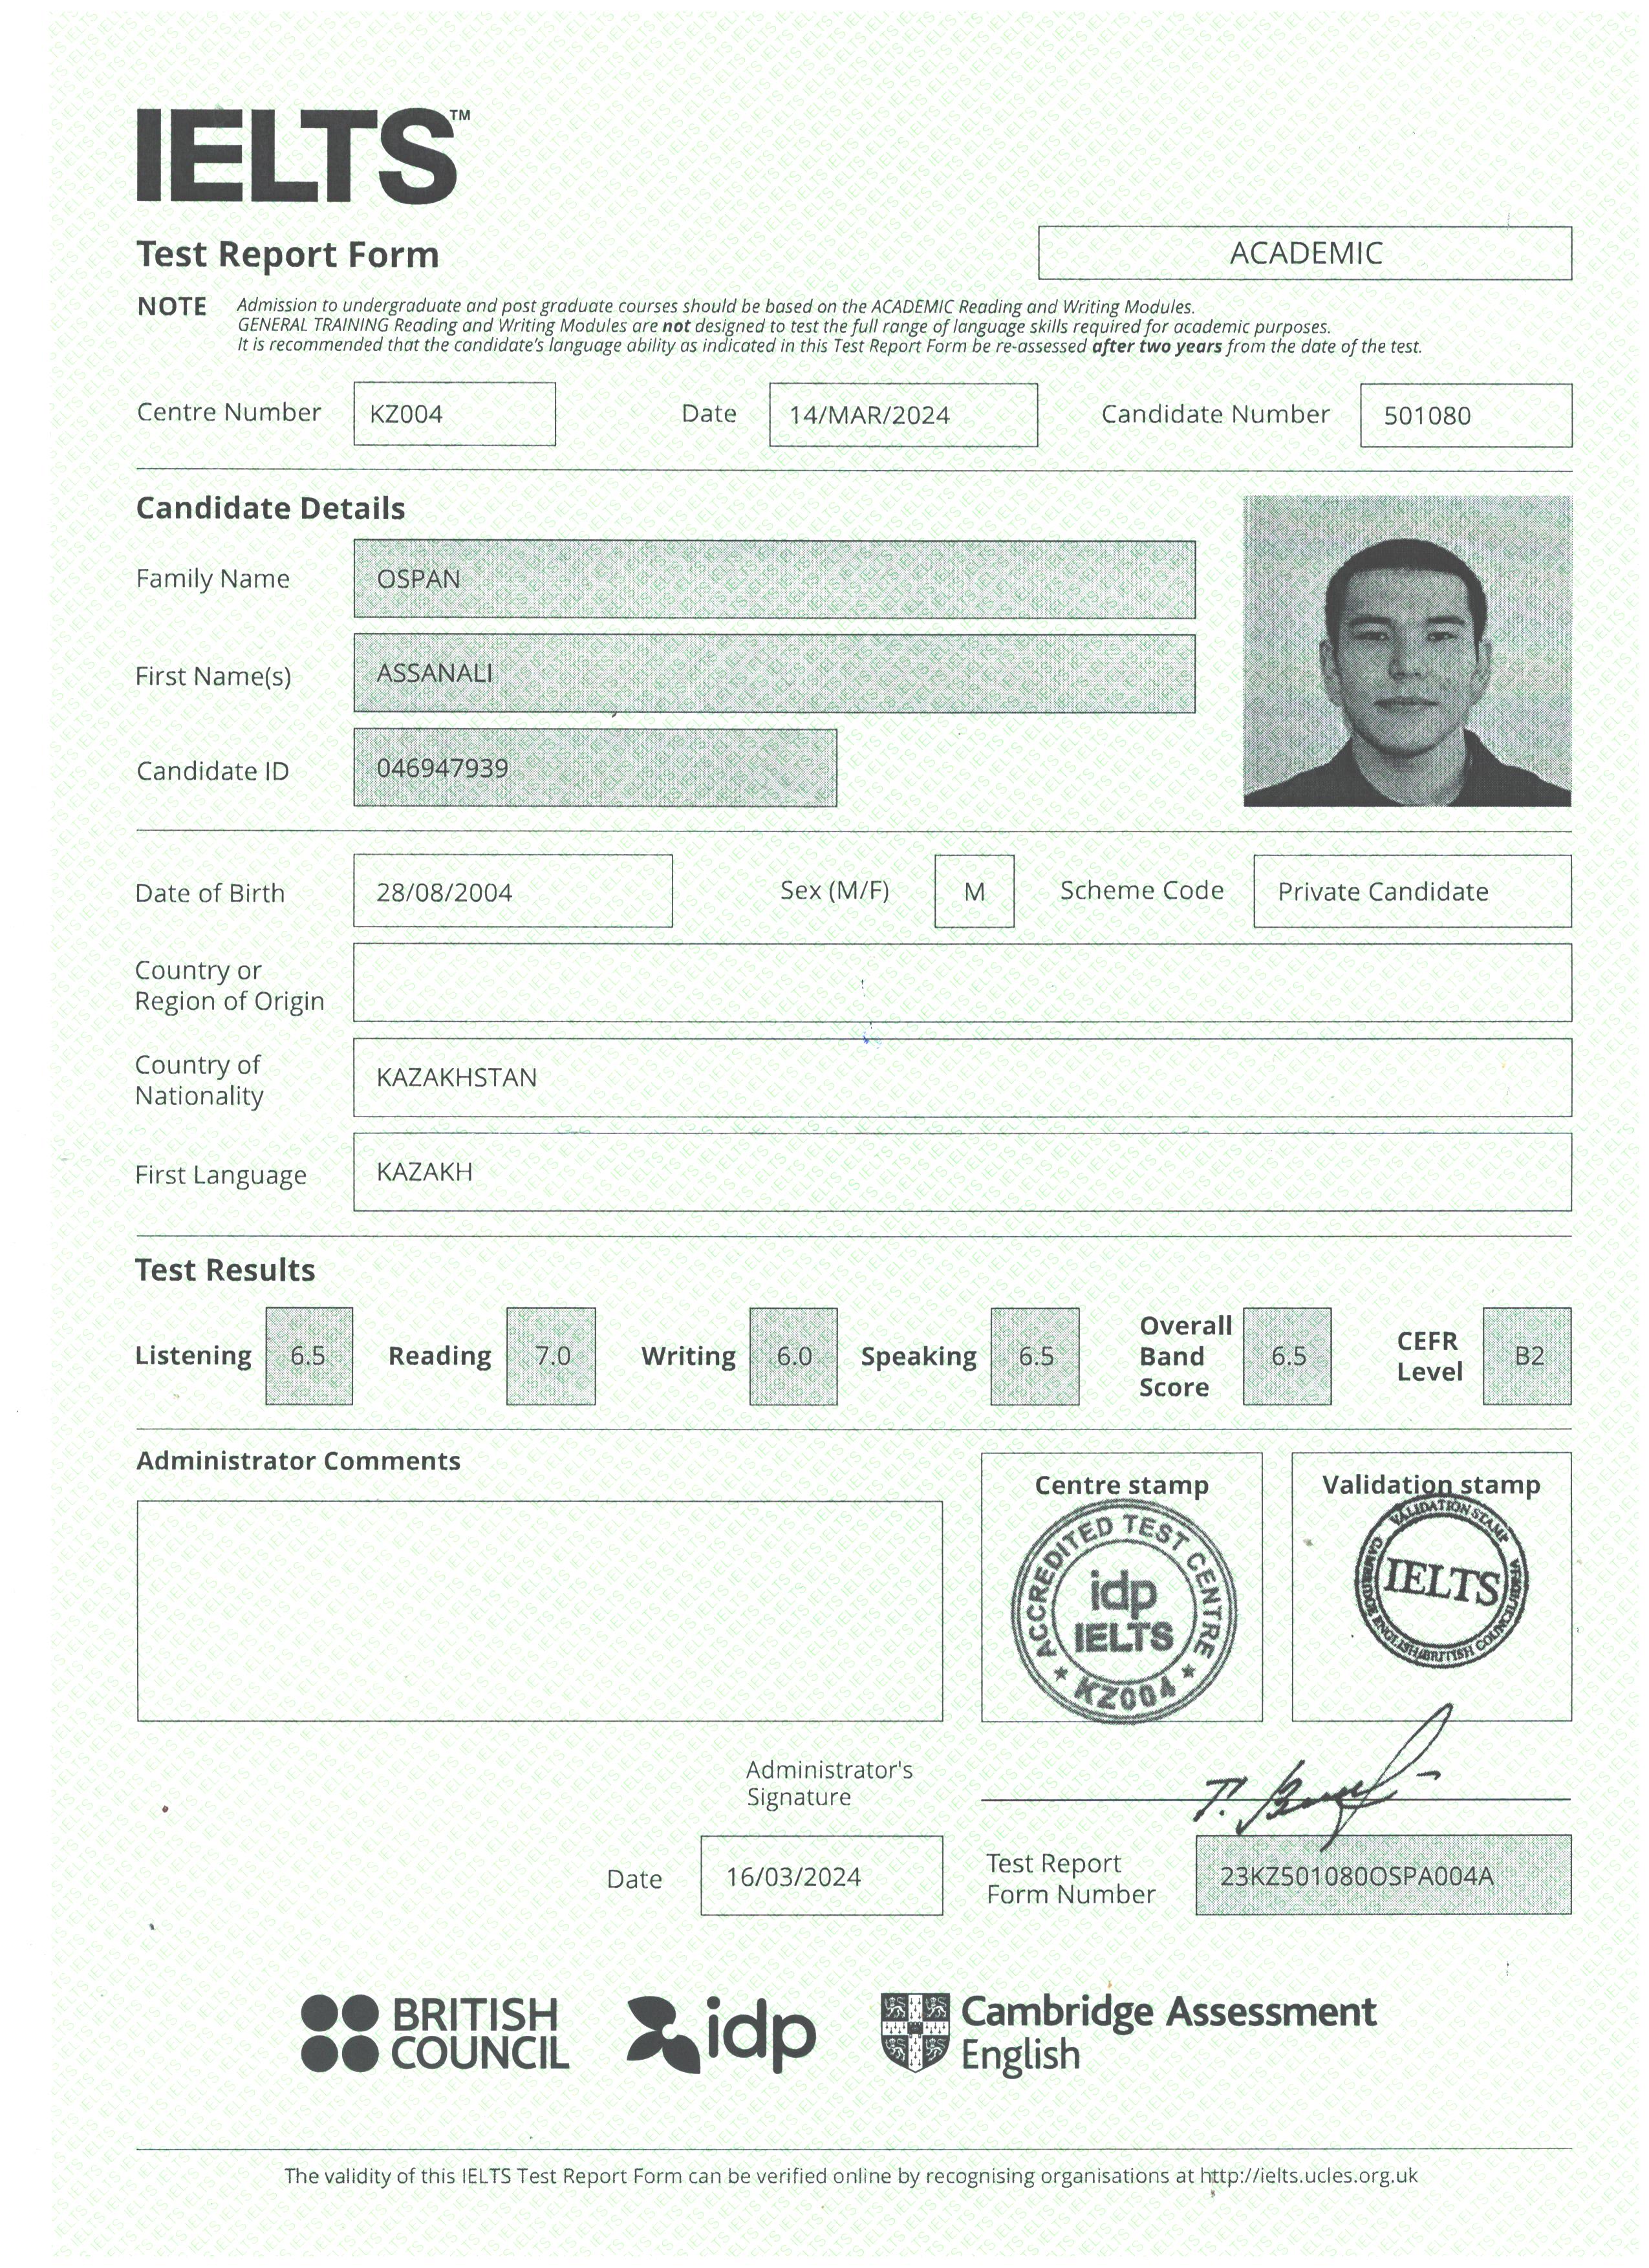 IELTS™
Test Report Form
ACADEMIC
NOTE Admission to undergraduate and post graduate courses should be based on the ACADEMIC Reading and Writing Modules.
GENERAL TRAINING Reading and Writing Modules are not designed to test the full range of language skills required for academic purposes.
It is recommended that the candidate's language ability as indicated in this Test Report Form be re-assessed after two years from the date of the test.
Centre Number KZ004 Date 14/MAR/2024 Candidate Number 501080
Candidate Details
Family Name OSPAN
First Name(s) ASSANALI
Candidate ID 046947939
Date of Birth 28/08/2004 Sex (M/F) M Scheme Code Private Candidate
Country or
Region of Origin
Country of
Nationality
KAZAKHSTAN
First Language KAZAKH
Test Results
Listening 6.5 Reading 7.0 Writing 6.0 Speaking 6.5 Overall Band Score 6.5 CEFR Level B2
Administrator Comments
Centre stamp
ACCREDITED TEST CENTRE
idp
IELTS
★ KZ004 ★
Validation stamp
VALIDATION STAMP
IELTS
CAMBRIDGE ENGLISH/BRITISH COUNCIL/IDP:IEA
Administrator's
Signature
Date 16/03/2024
Test Report
Form Number
23KZ501080OSPA004A
BRITISH
COUNCIL
idp
Cambridge Assessment
English
The validity of this IELTS Test Report Form can be verified online by recognising organisations at http://ielts.ucles.org.uk